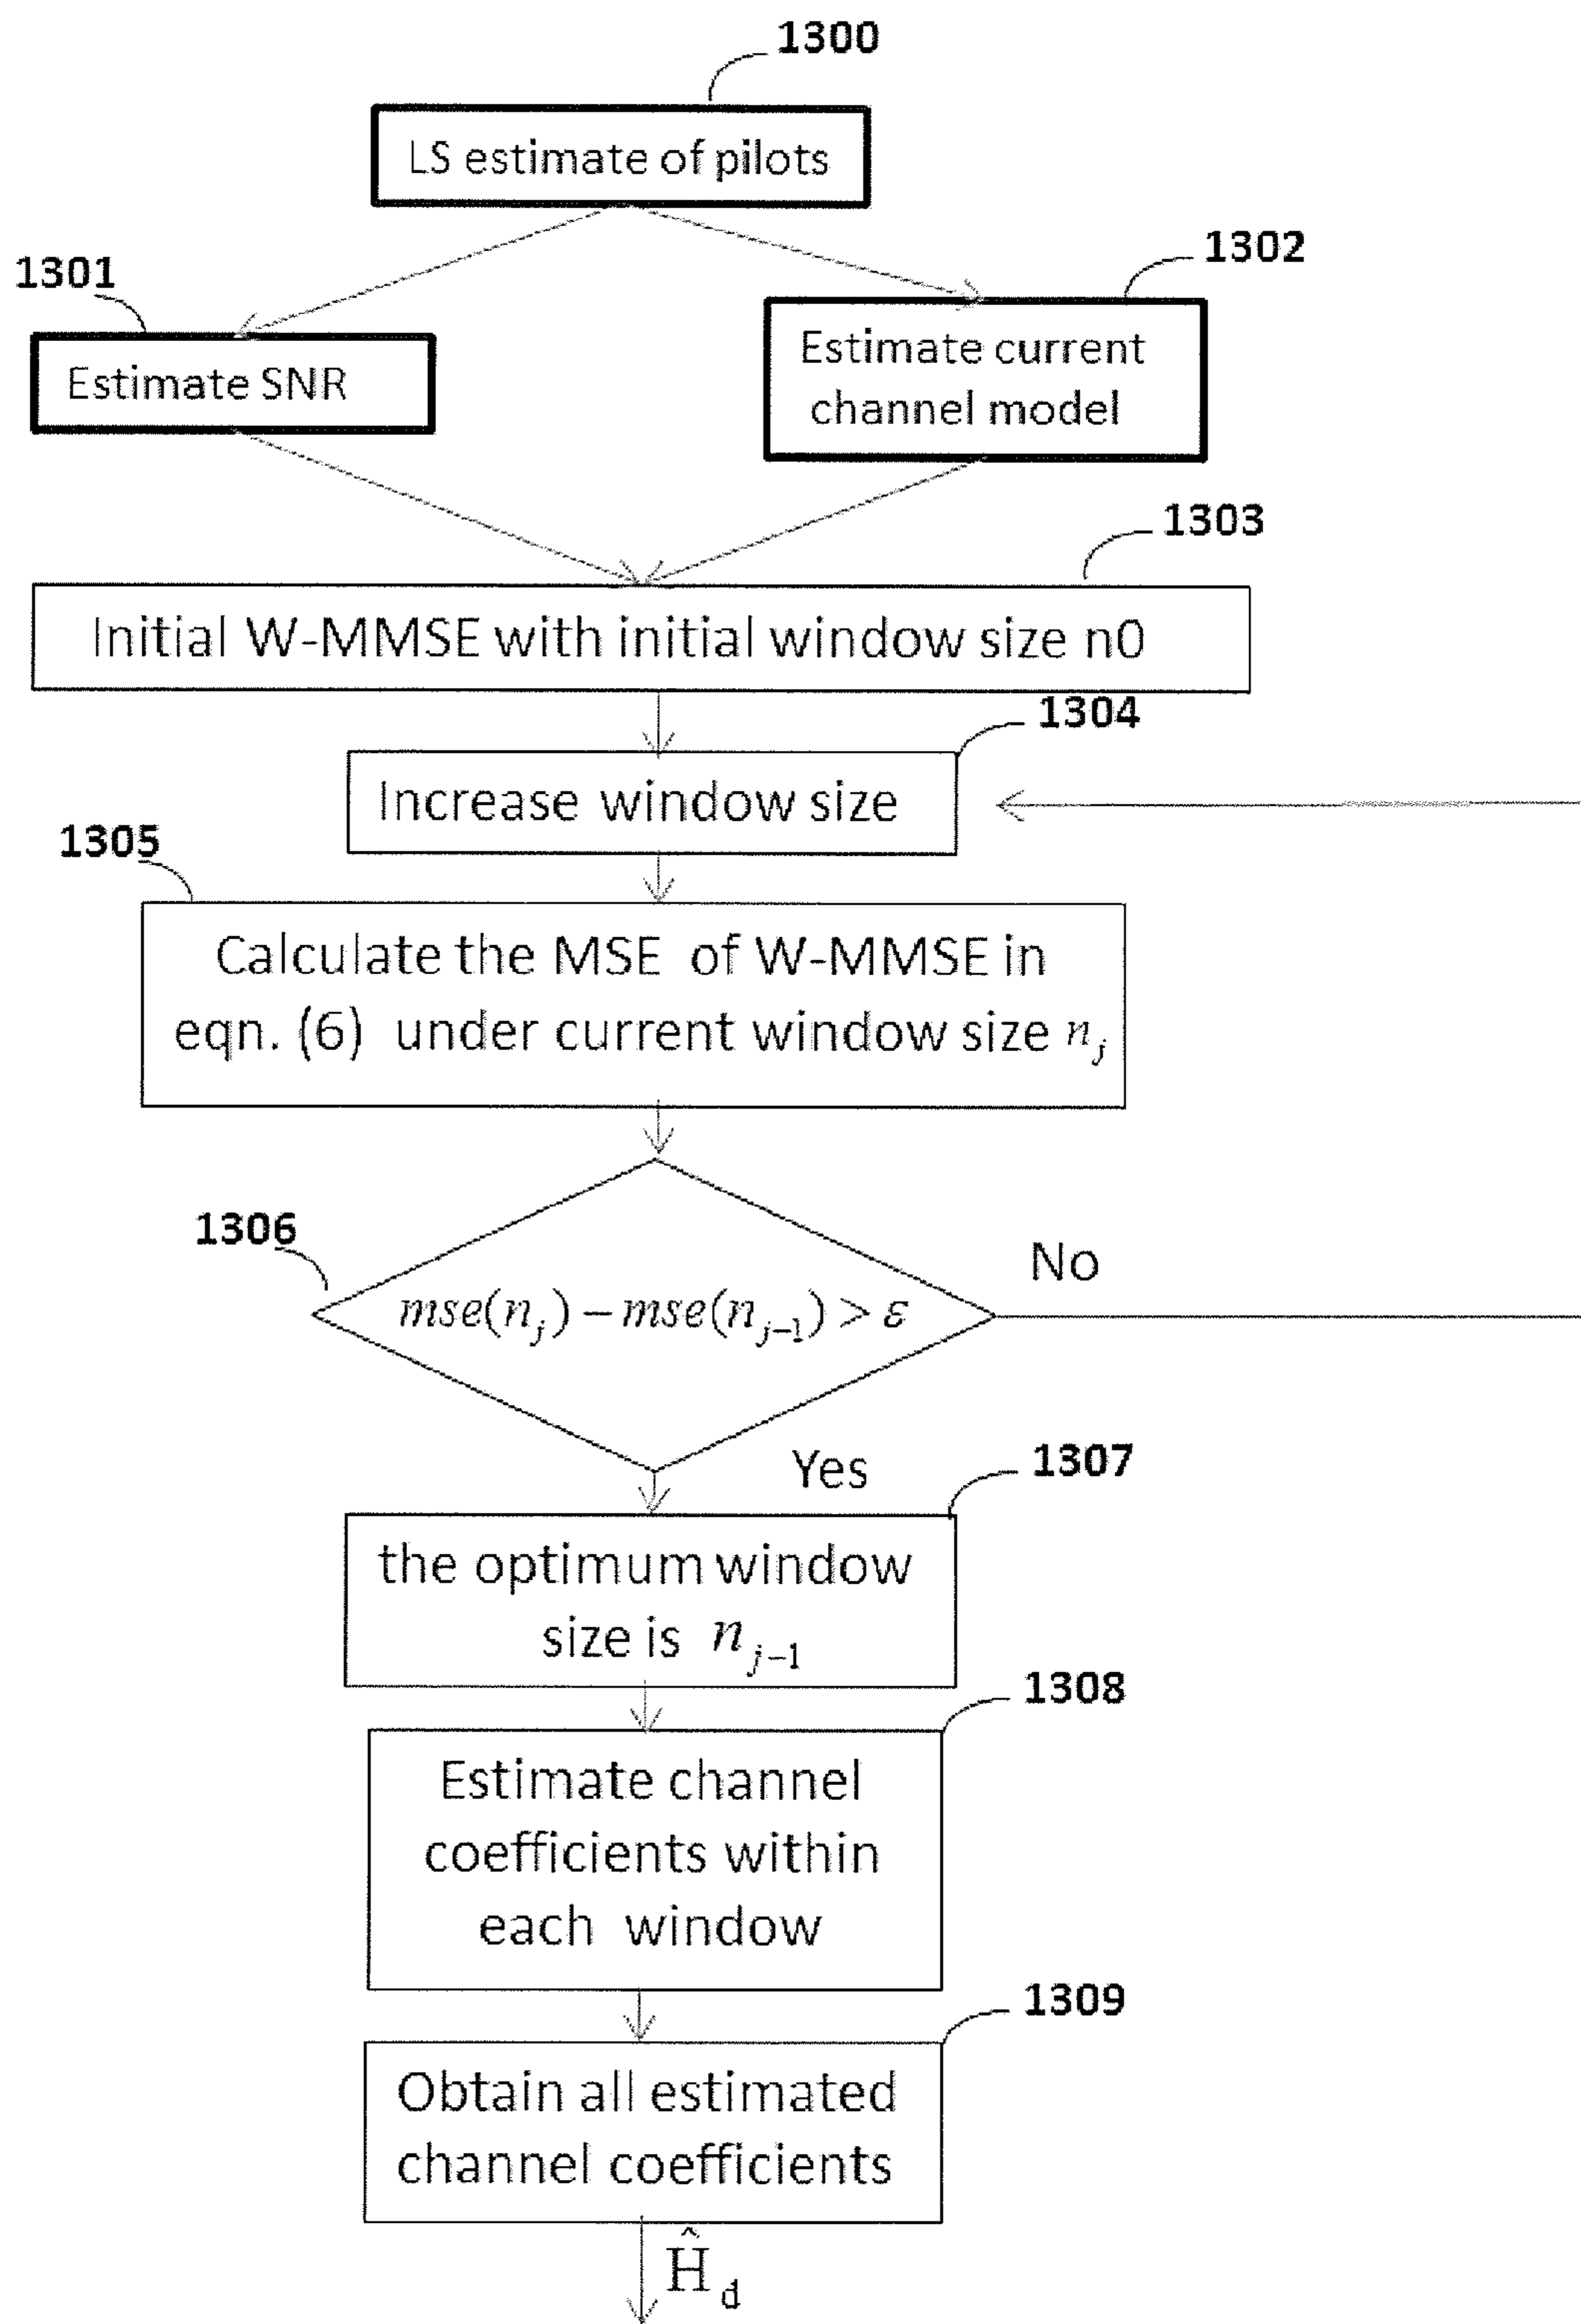 1300
LS estimate of pilots
1301
1302
Estimate SNR
Estimate current
channel model
1303
Initial W-MMSE with initial window size n0
1304
Increase window size
1305
Calculate the MSE of W-MMSE in
eqn. (6) under current window size n_j
1306
No
mse(n_j) – mse(n_{j–1}) > ε
Yes
1307
the optimum window
size is n_{j–1}
1308
Estimate channel
coefficients within
each window
1309
Obtain all estimated
channel coefficients
Ĥ_d